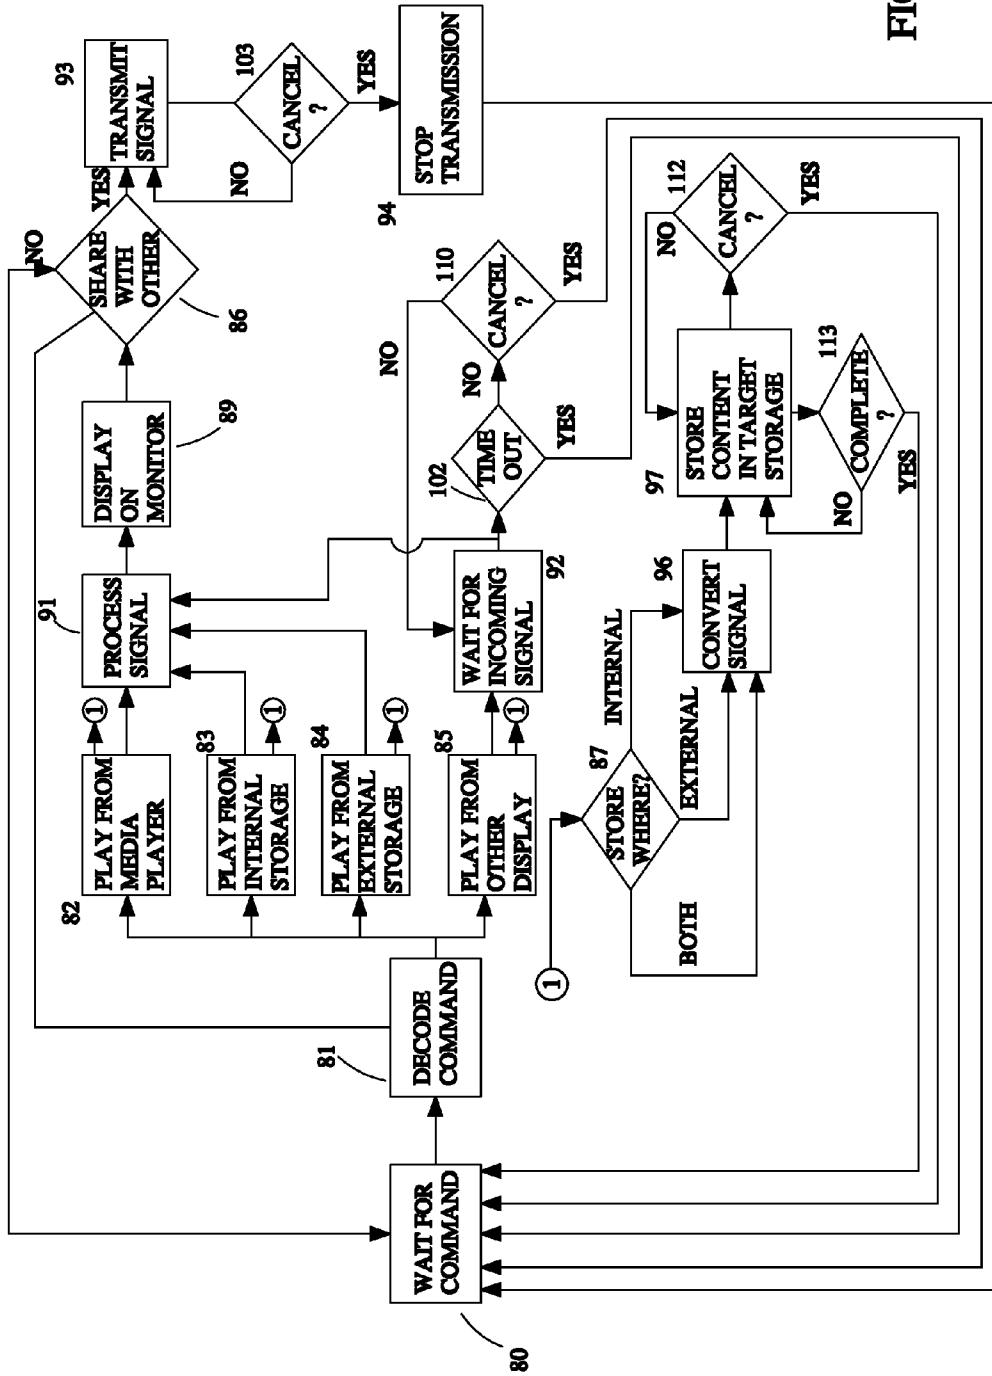 WAIT FOR
COMMAND
80
DECODE
COMMAND
81
PLAY FROM
MEDIA
PLAYER
82
1
PLAY FROM
INTERNAL
STORAGE
83
1
PLAY FROM
EXTERNAL
STORAGE
84
1
PLAY FROM
OTHER
DISPLAY
85
1
PROCESS
SIGNAL
91
DISPLAY
ON
MONITOR
89
SHARE
WITH
OTHER
86
NO
YES
TRANSMIT
SIGNAL
93
CANCEL
?
103
NO
YES
STOP
TRANSMISSION
94
WAIT FOR
INCOMING
SIGNAL
92
TIME
OUT
102
NO
YES
CANCEL
?
110
NO
YES
1
STORE
WHERE?
87
INTERNAL
EXTERNAL
BOTH
CONVERT
SIGNAL
96
STORE
CONTENT
IN TARGET
STORAGE
97
CANCEL
?
112
NO
YES
COMPLETE
?
113
NO
YES